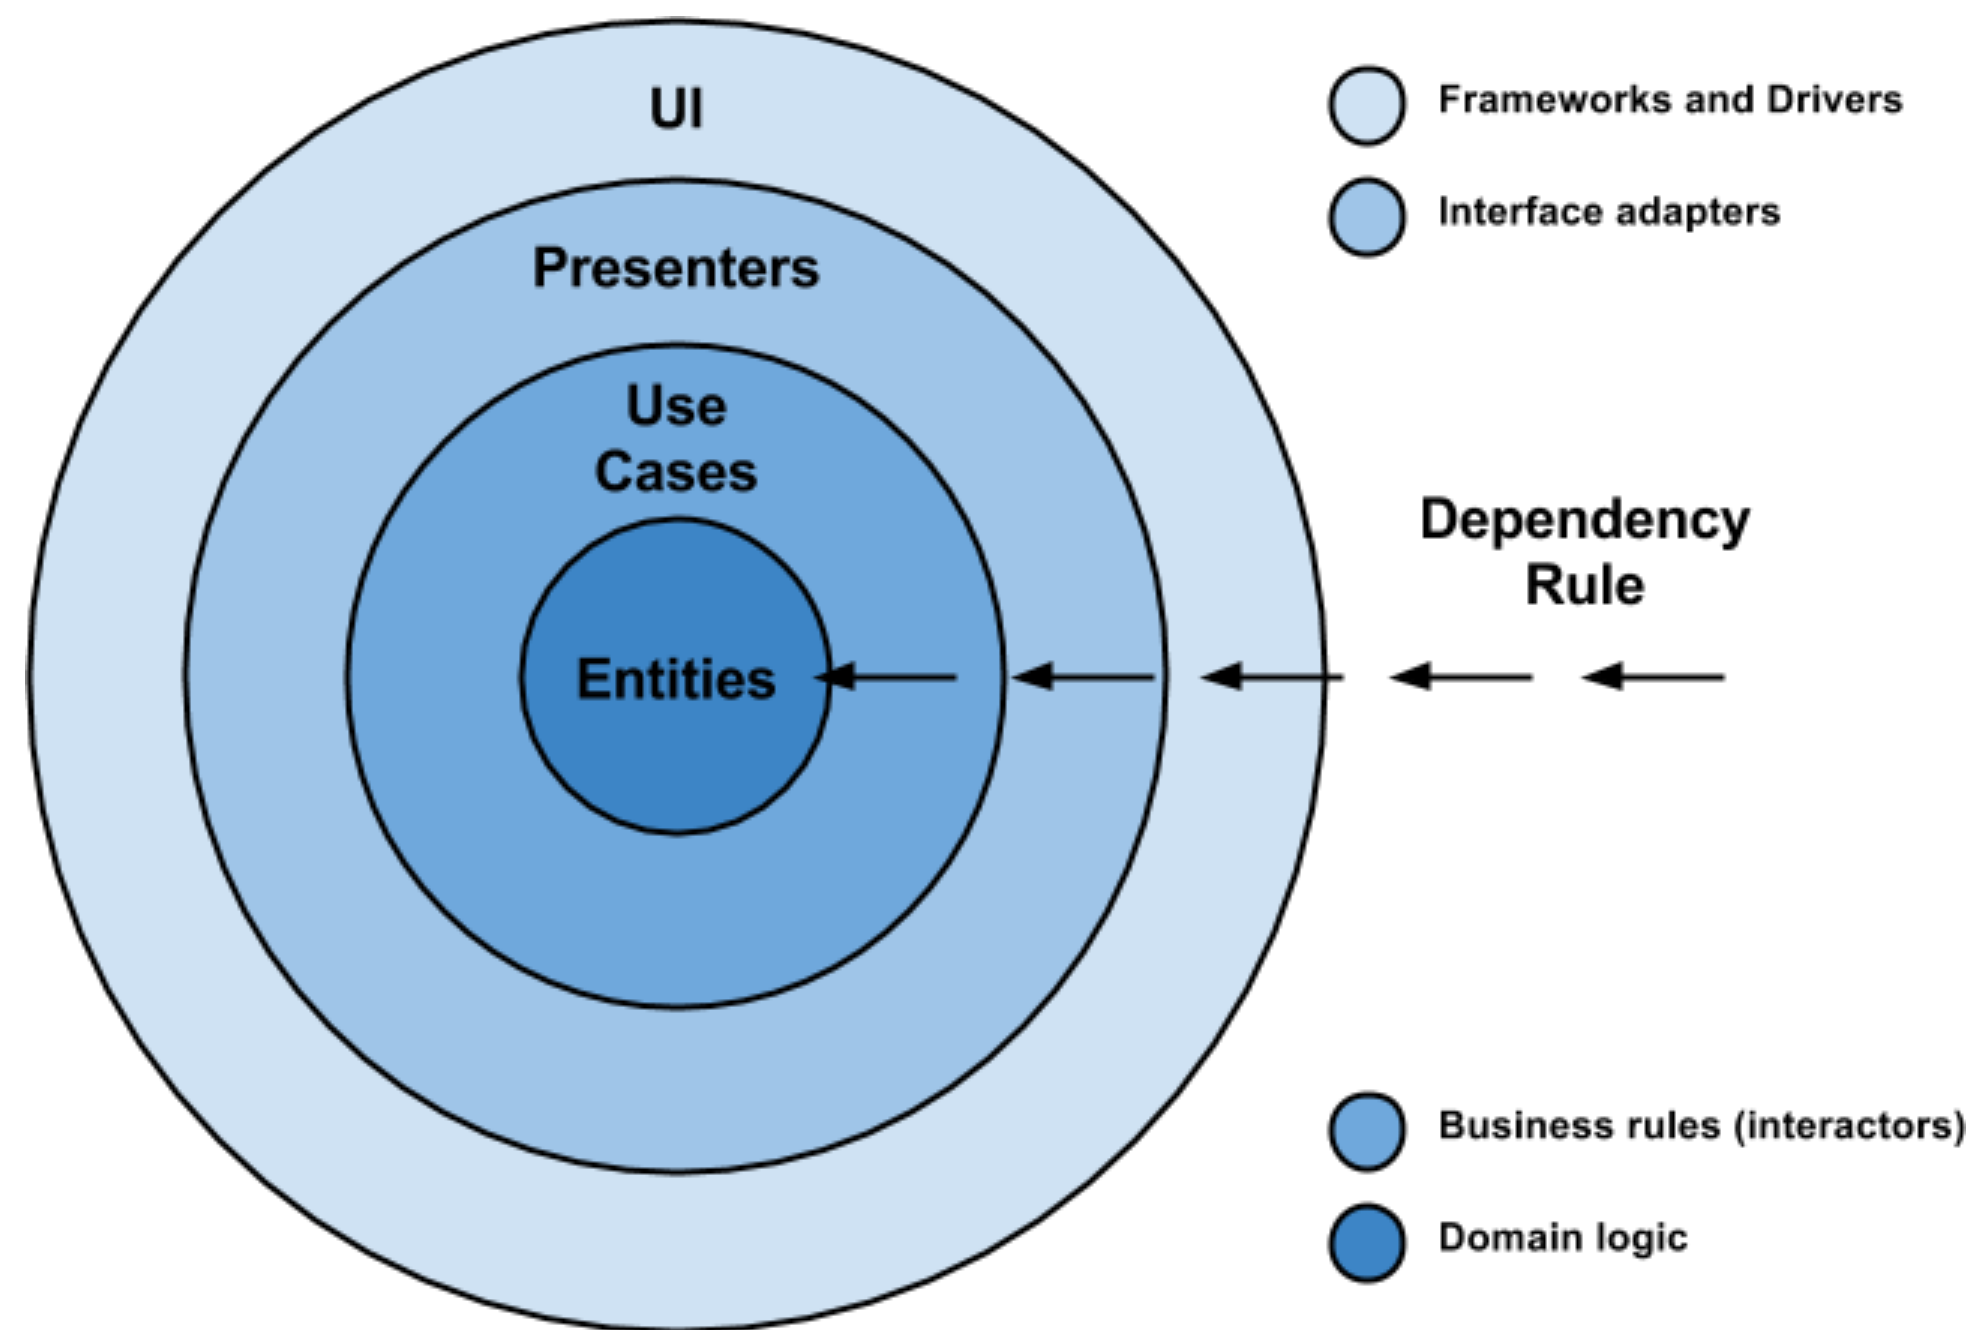 UI
Presenters
Use
Cases
Entities
Frameworks and Drivers
Interface adapters
Dependency
Rule
Business rules (interactors)
Domain logic